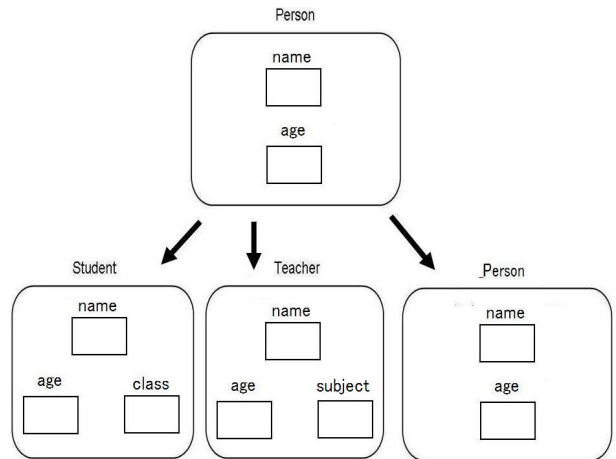 Person
name
age
Student
name
age class
Teacher
name
age subject
_Person
name
age